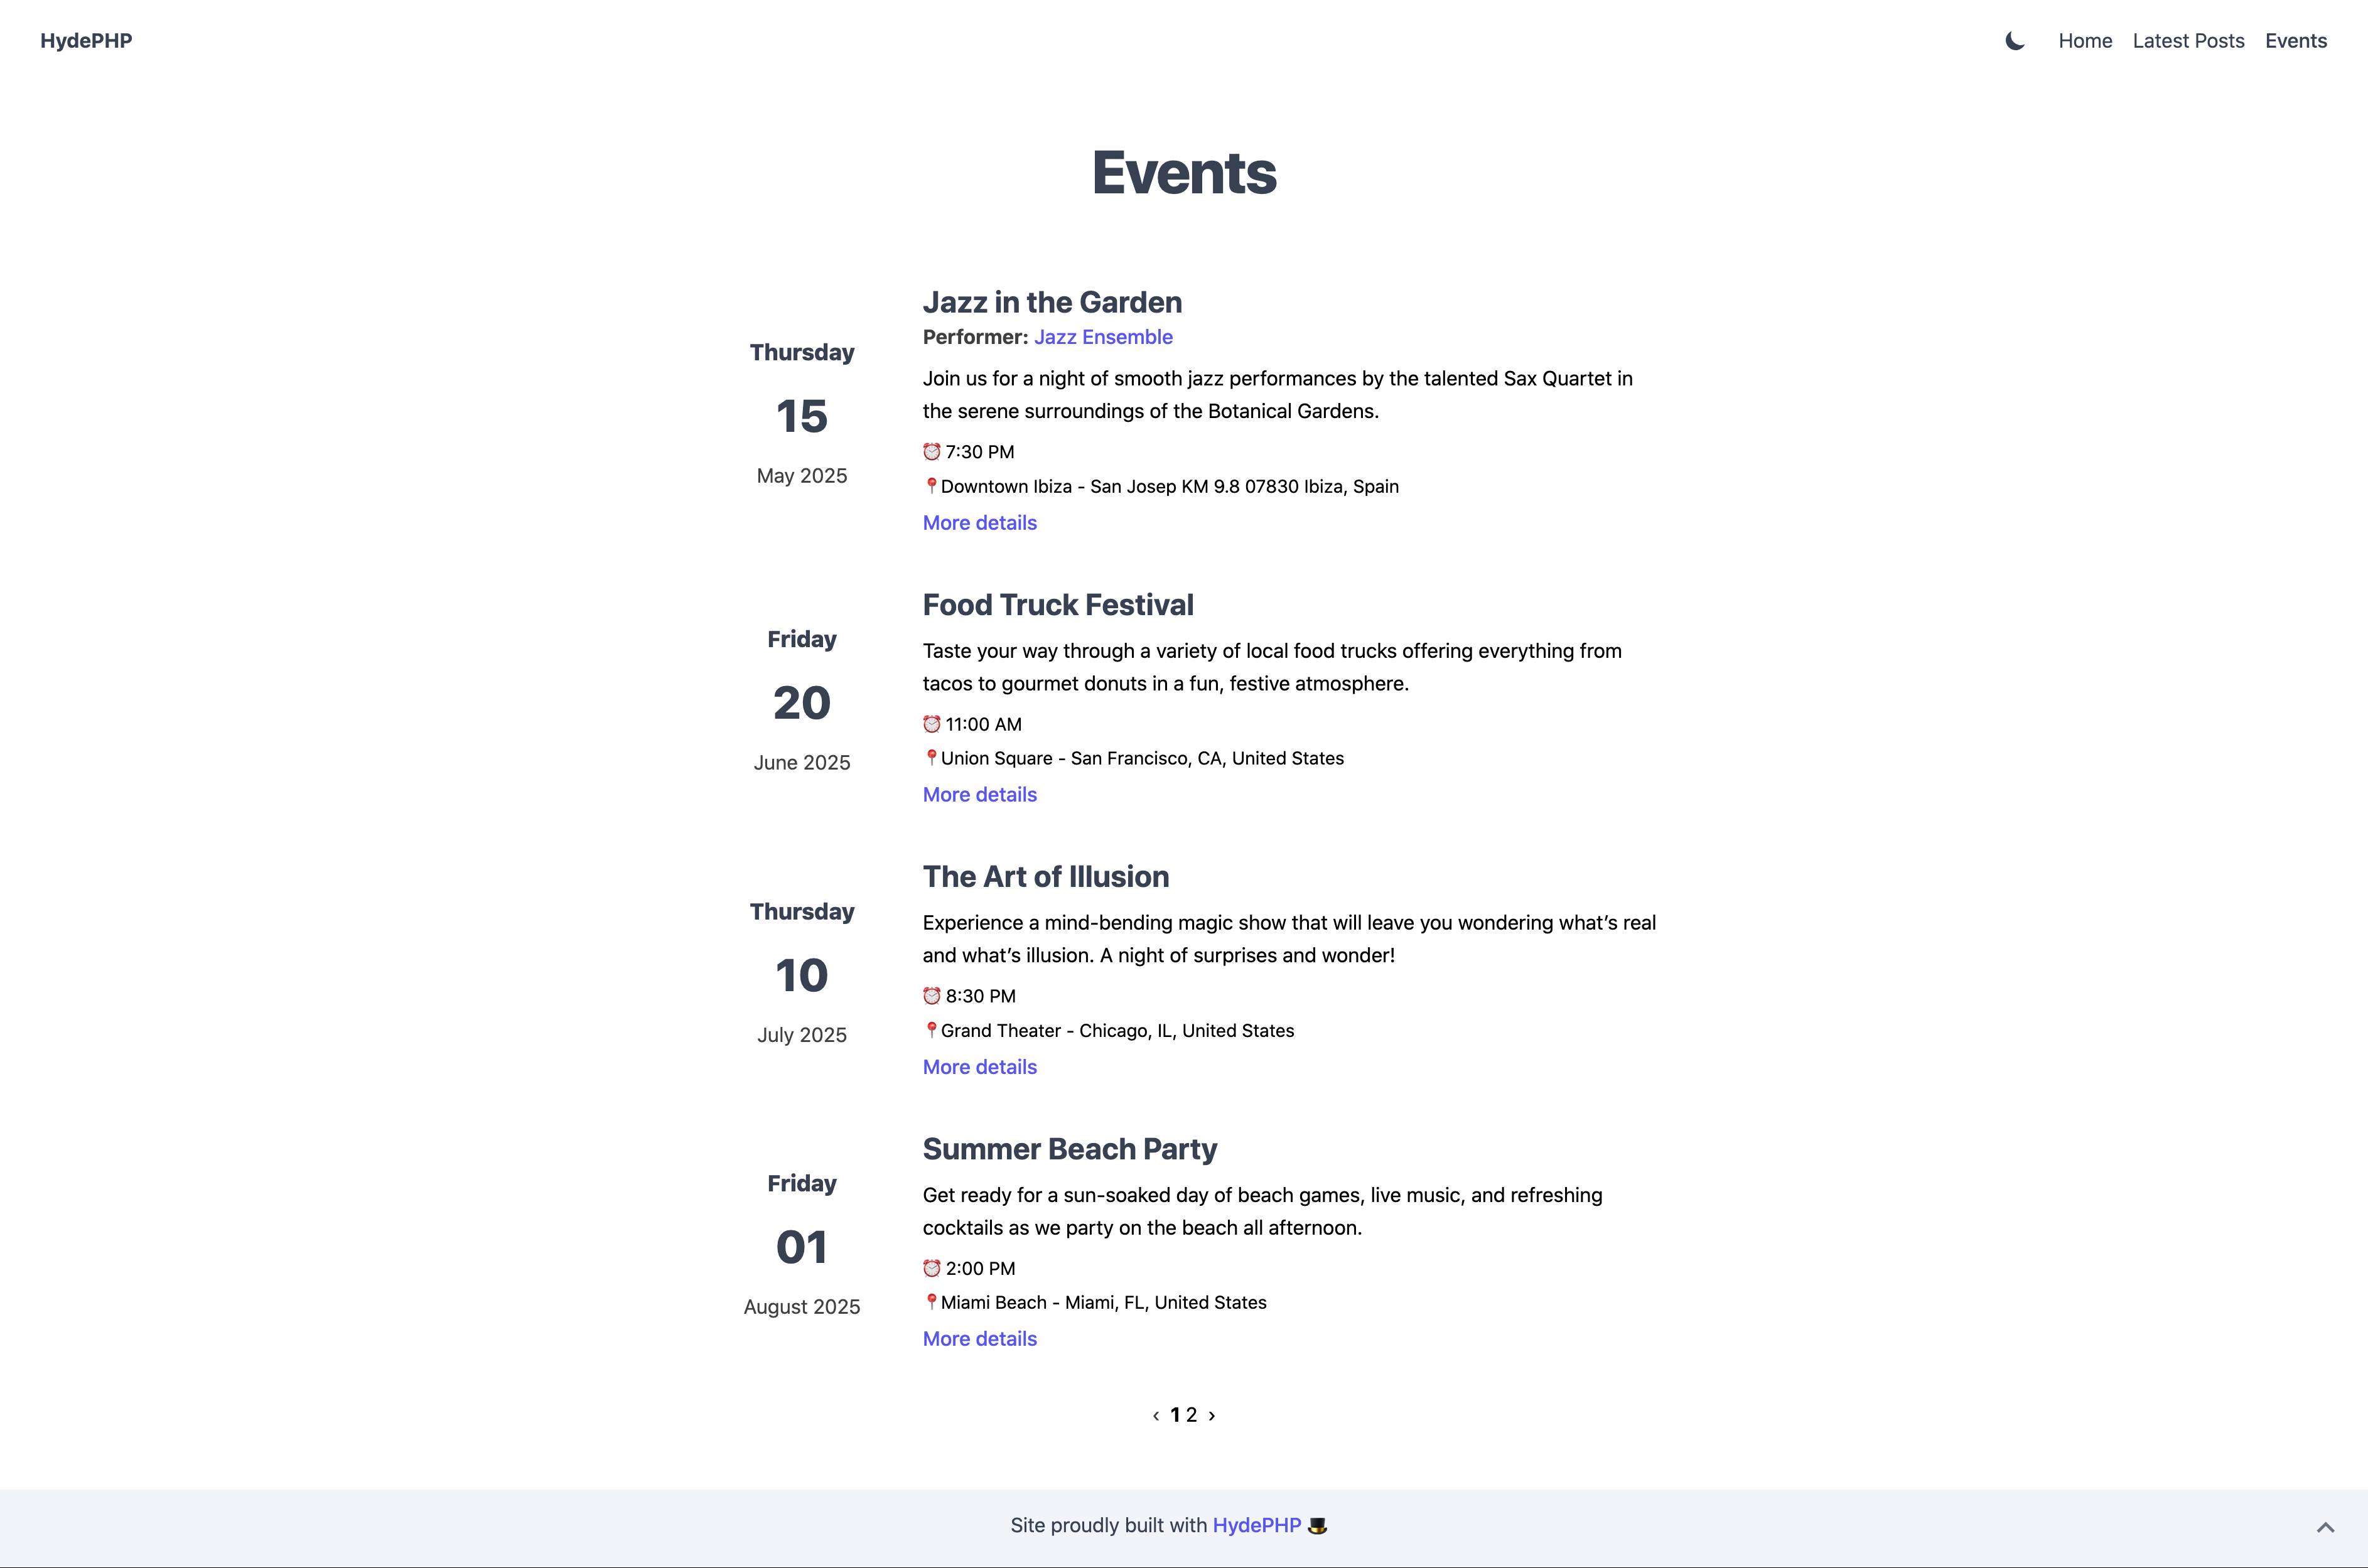 HydePHP
Home Latest Posts Events
Events
Thursday
15
May 2025
Jazz in the Garden
Performer: Jazz Ensemble
Join us for a night of smooth jazz performances by the talented Sax Quartet in
the serene surroundings of the Botanical Gardens.
⏰ 7:30 PM
📍Downtown Ibiza - San Josep KM 9.8 07830 Ibiza, Spain
More details
Friday
20
June 2025
Food Truck Festival
Taste your way through a variety of local food trucks offering everything from
tacos to gourmet donuts in a fun, festive atmosphere.
⏰ 11:00 AM
📍Union Square - San Francisco, CA, United States
More details
Thursday
10
July 2025
The Art of Illusion
Experience a mind-bending magic show that will leave you wondering what’s real
and what’s illusion. A night of surprises and wonder!
⏰ 8:30 PM
📍Grand Theater - Chicago, IL, United States
More details
Friday
01
August 2025
Summer Beach Party
Get ready for a sun-soaked day of beach games, live music, and refreshing
cocktails as we party on the beach all afternoon.
⏰ 2:00 PM
📍Miami Beach - Miami, FL, United States
More details
‹ 1 2 ›
Site proudly built with HydePHP 🎩